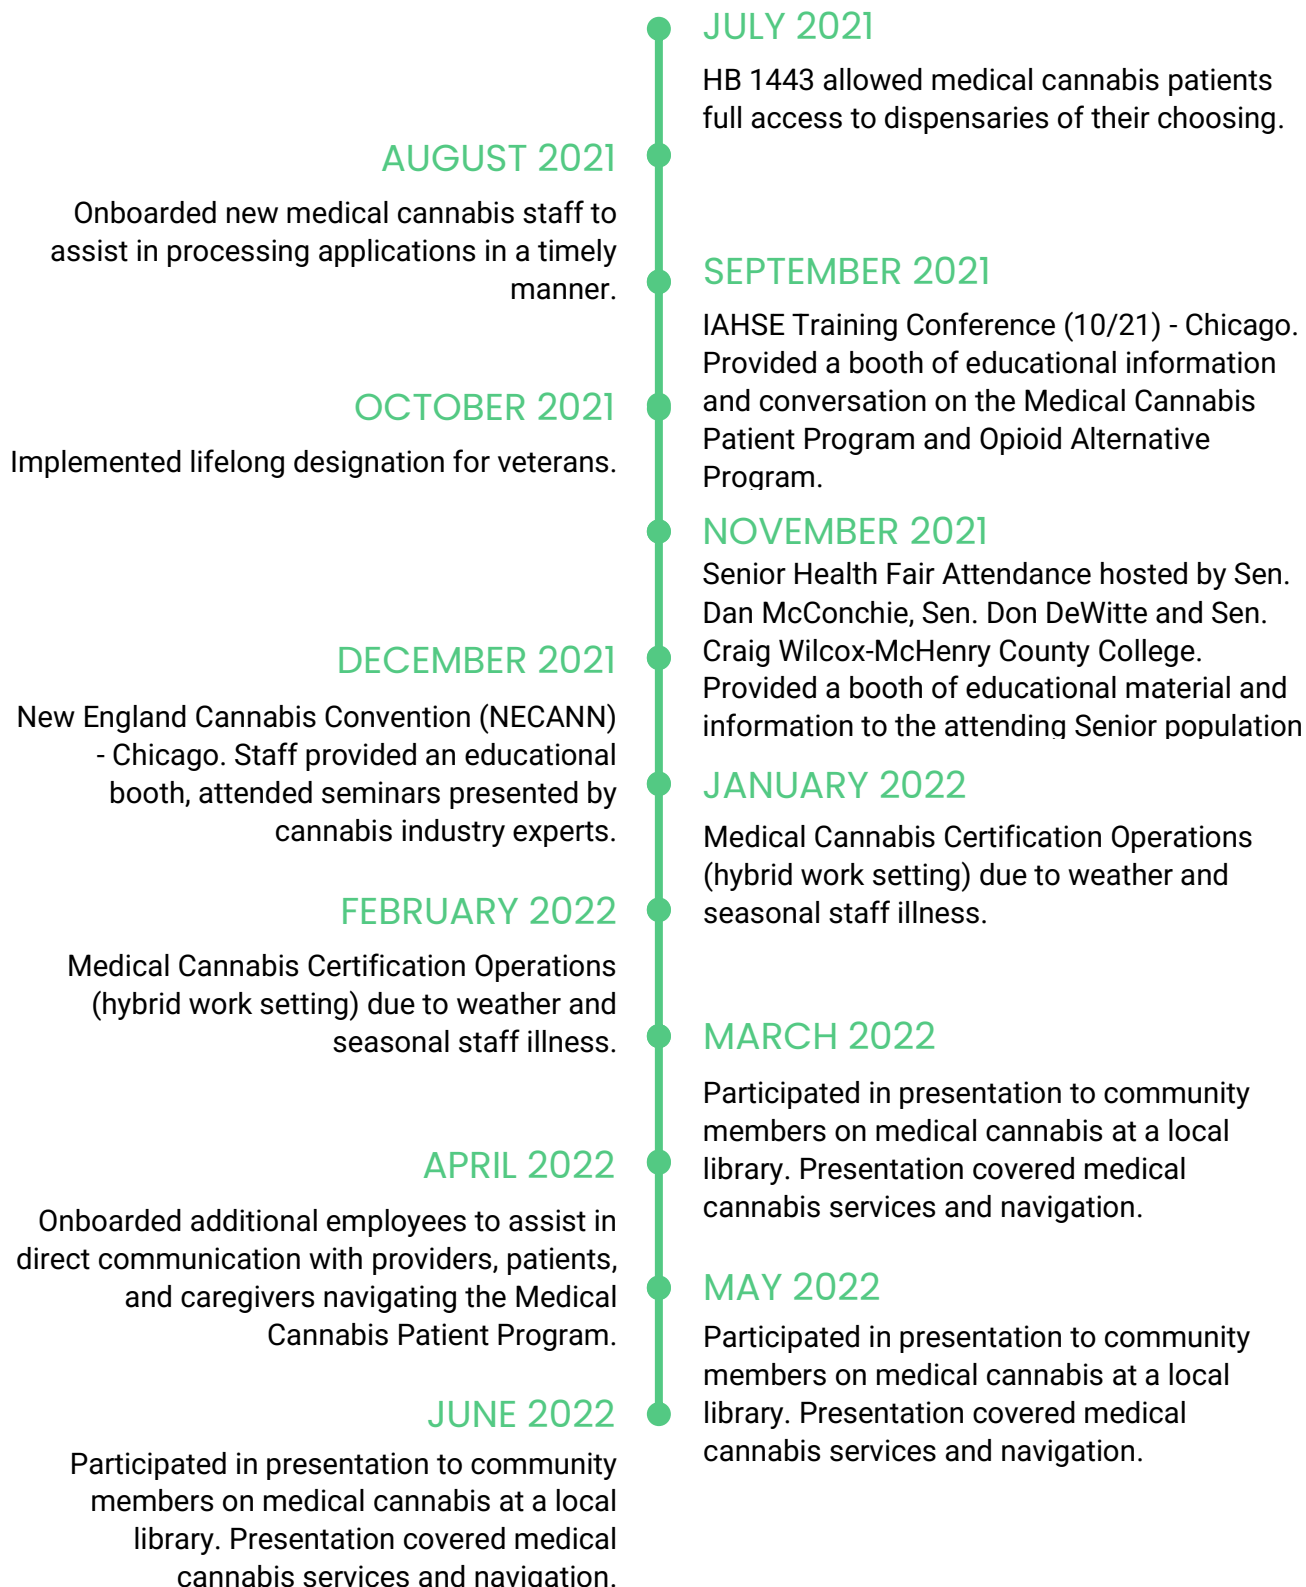 JULY 2021
HB 1443 allowed medical cannabis patients
full access to dispensaries of their choosing.
AUGUST 2021
Onboarded new medical cannabis staff to
assist in processing applications in a timely
manner.
SEPTEMBER 2021
IAHSE Training Conference (10/21) - Chicago.
Provided a booth of educational information
and conversation on the Medical Cannabis
Patient Program and Opioid Alternative
Program.
OCTOBER 2021
Implemented lifelong designation for veterans.
NOVEMBER 2021
Senior Health Fair Attendance hosted by Sen.
Dan McConchie, Sen. Don DeWitte and Sen.
Craig Wilcox-McHenry County College.
Provided a booth of educational material and
information to the attending Senior population
DECEMBER 2021
New England Cannabis Convention (NECANN)
- Chicago. Staff provided an educational
booth, attended seminars presented by
cannabis industry experts.
JANUARY 2022
Medical Cannabis Certification Operations
(hybrid work setting) due to weather and
seasonal staff illness.
FEBRUARY 2022
Medical Cannabis Certification Operations
(hybrid work setting) due to weather and
seasonal staff illness.
MARCH 2022
Participated in presentation to community
members on medical cannabis at a local
library. Presentation covered medical
cannabis services and navigation.
APRIL 2022
Onboarded additional employees to assist in
direct communication with providers, patients,
and caregivers navigating the Medical
Cannabis Patient Program.
MAY 2022
Participated in presentation to community
members on medical cannabis at a local
library. Presentation covered medical
cannabis services and navigation.
JUNE 2022
Participated in presentation to community
members on medical cannabis at a local
library. Presentation covered medical
cannabis services and navigation.